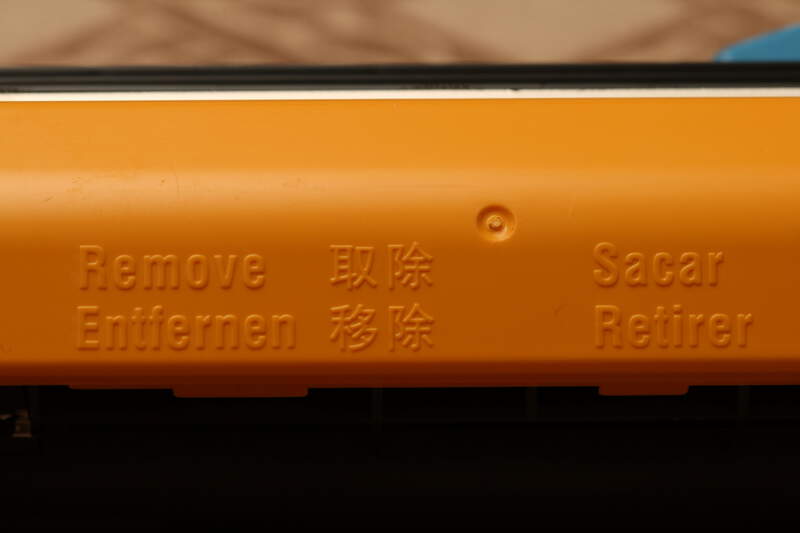 Remove 取除 Sacar
Entfernen 移除 Retirer